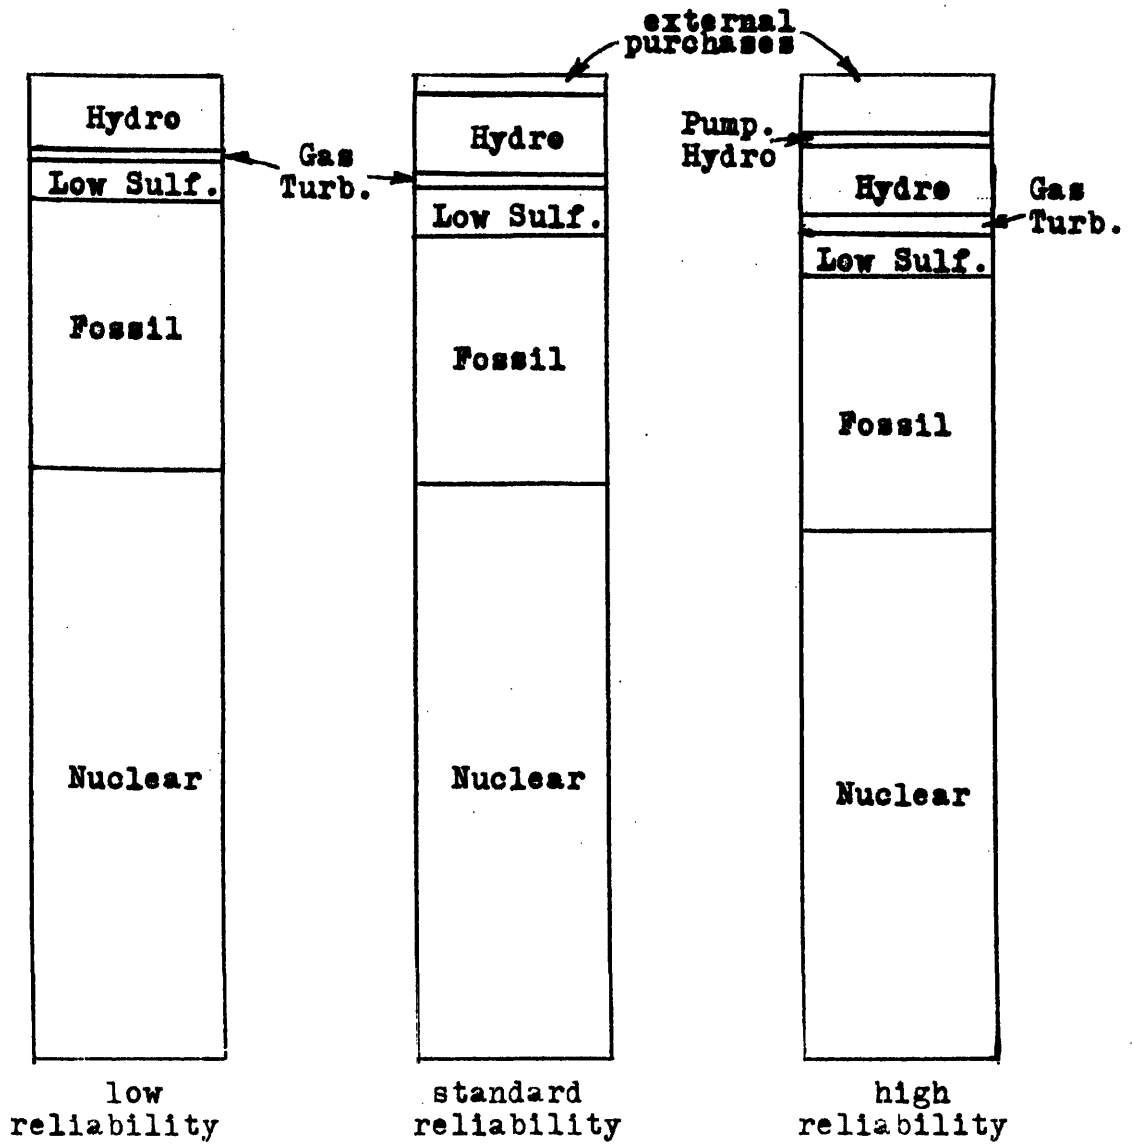 external
purchases
Hydro
Gas
Turb.
Low Sulf.
Fossil
Nuclear
low
reliability
Hydro
Low Sulf.
Fossil
Nuclear
standard
reliability
Pump.
Hydro
Hydro
Gas
Turb.
Low Sulf.
Fossil
Nuclear
high
reliability